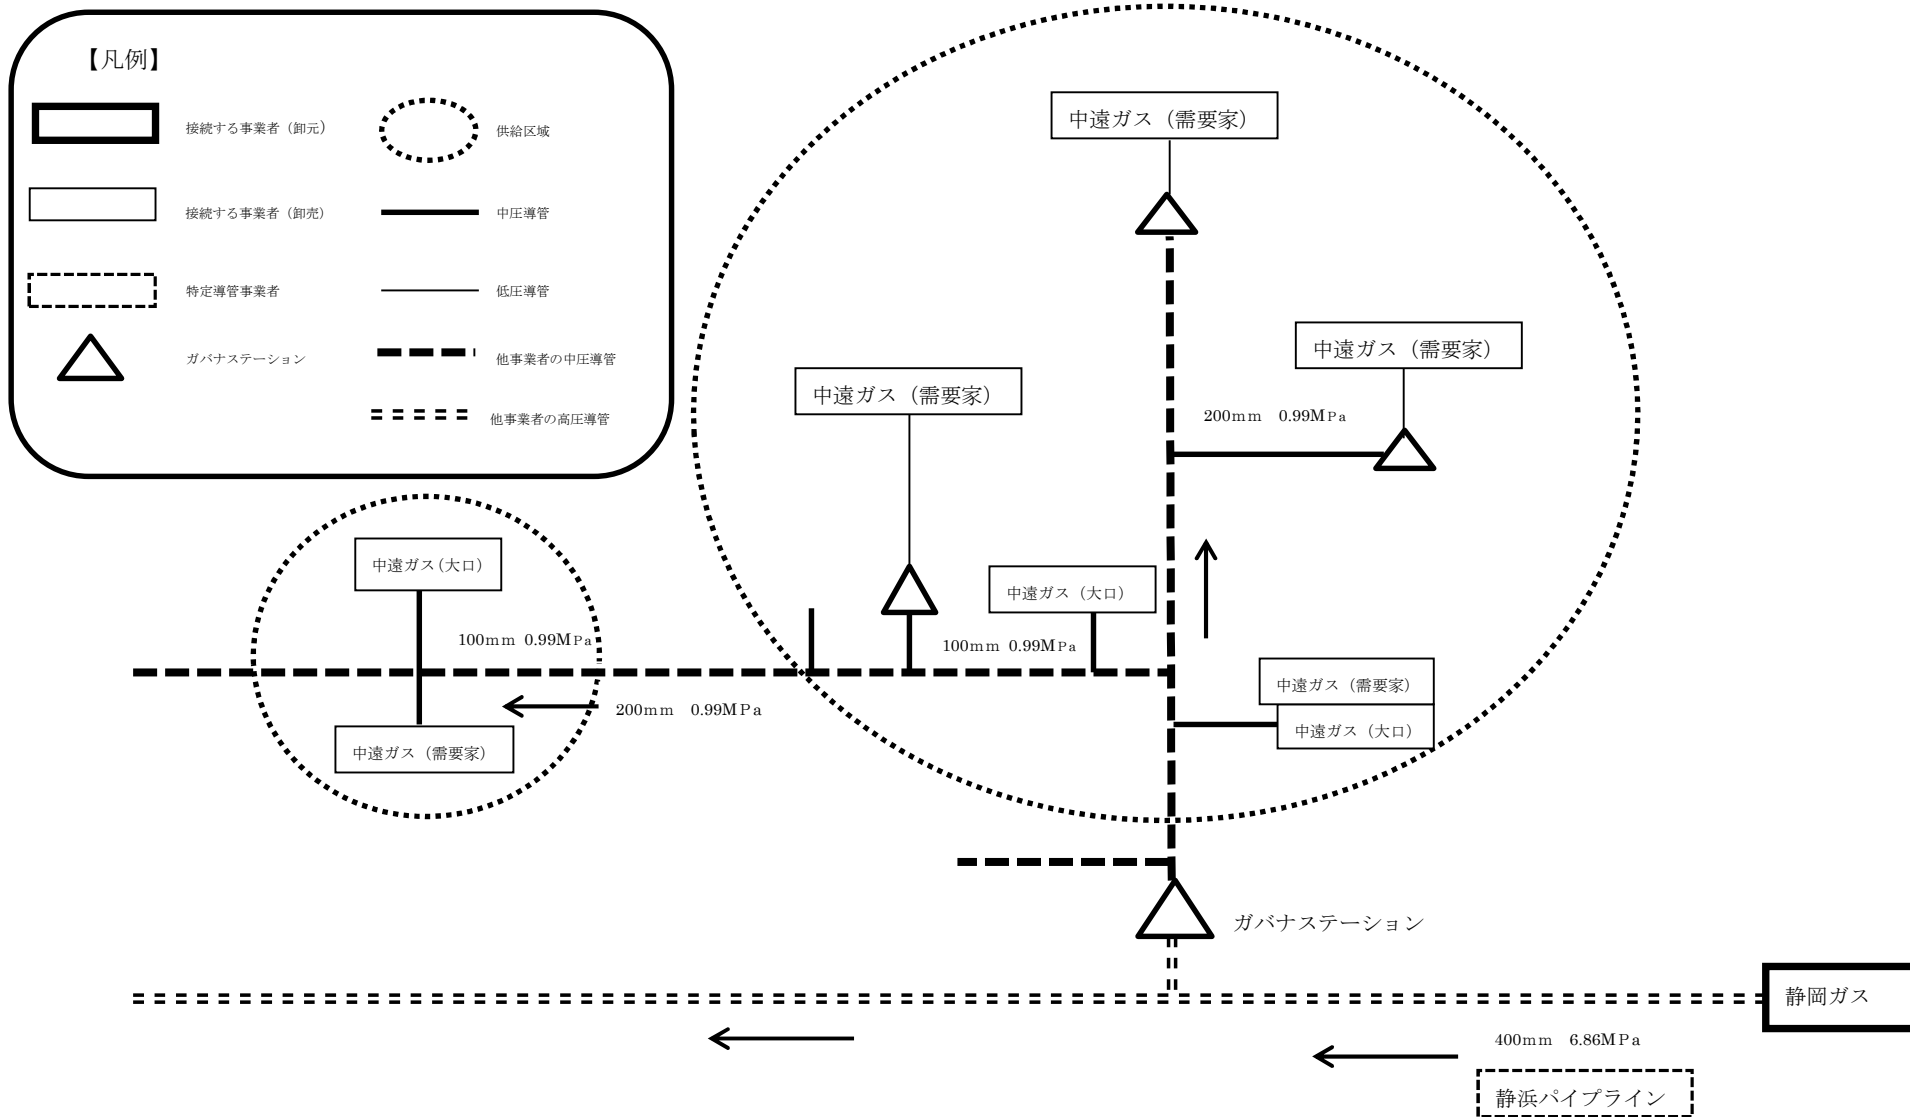 【凡例】
接続する事業者（卸元）
供給区域
接続する事業者（卸売）
中圧導管
特定導管事業者
低圧導管
ガバナステーション
他事業者の中圧導管
他事業者の高圧導管
中遠ガス（需要家）
中遠ガス（需要家）
中遠ガス（需要家）
200mm 0.99MPa
中遠ガス（大口）
中遠ガス（大口）
100mm 0.99MPa
100mm 0.99MPa
中遠ガス（需要家）
中遠ガス（大口）
200mm 0.99MPa
中遠ガス（需要家）
ガバナステーション
静岡ガス
400mm 6.86MPa
静浜パイプライン